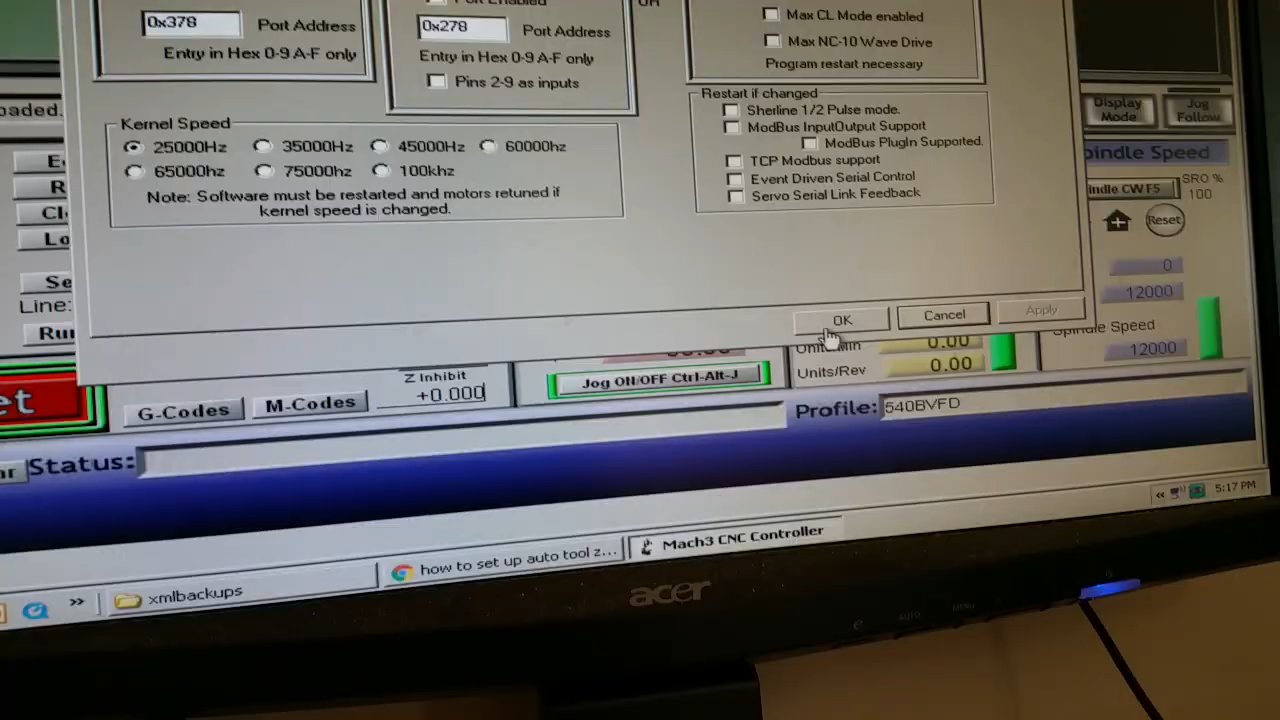 0x378 Port Address
Entry in Hex 0-9 A-F only
0x278 Port Address
Entry in Hex 0-9 A-F only
Pins 2-9 as inputs
Max CL Mode enabled
Max NC-10 Wave Drive
Program restart necessary
Restart if changed
Sherline 1/2 Pulse mode.
ModBus InputOutput Support
ModBus PlugIn Supported.
TCP Modbus support
Event Driven Serial Control
Servo Serial Link Feedback
Kernel Speed
25000Hz 35000Hz 45000Hz 60000hz
65000hz 75000hz 100khz
Note: Software must be restarted and motors retuned if
kernel speed is changed.
OK Cancel Apply
Display
Mode
Jog
Follow
SRO %
100
Reset
0
12000
Spindle Speed
12000
oaded.
Line:
Units/Min 0.00
Units/Rev 0.00
Z Inhibit
+0.000
Jog ON/OFF Ctrl-Alt-J
G-Codes M-Codes
Profile: 540BVFD
Status:
5:17 PM
xmlbackups
how to set up auto tool z...
Mach3 CNC Controller
acer